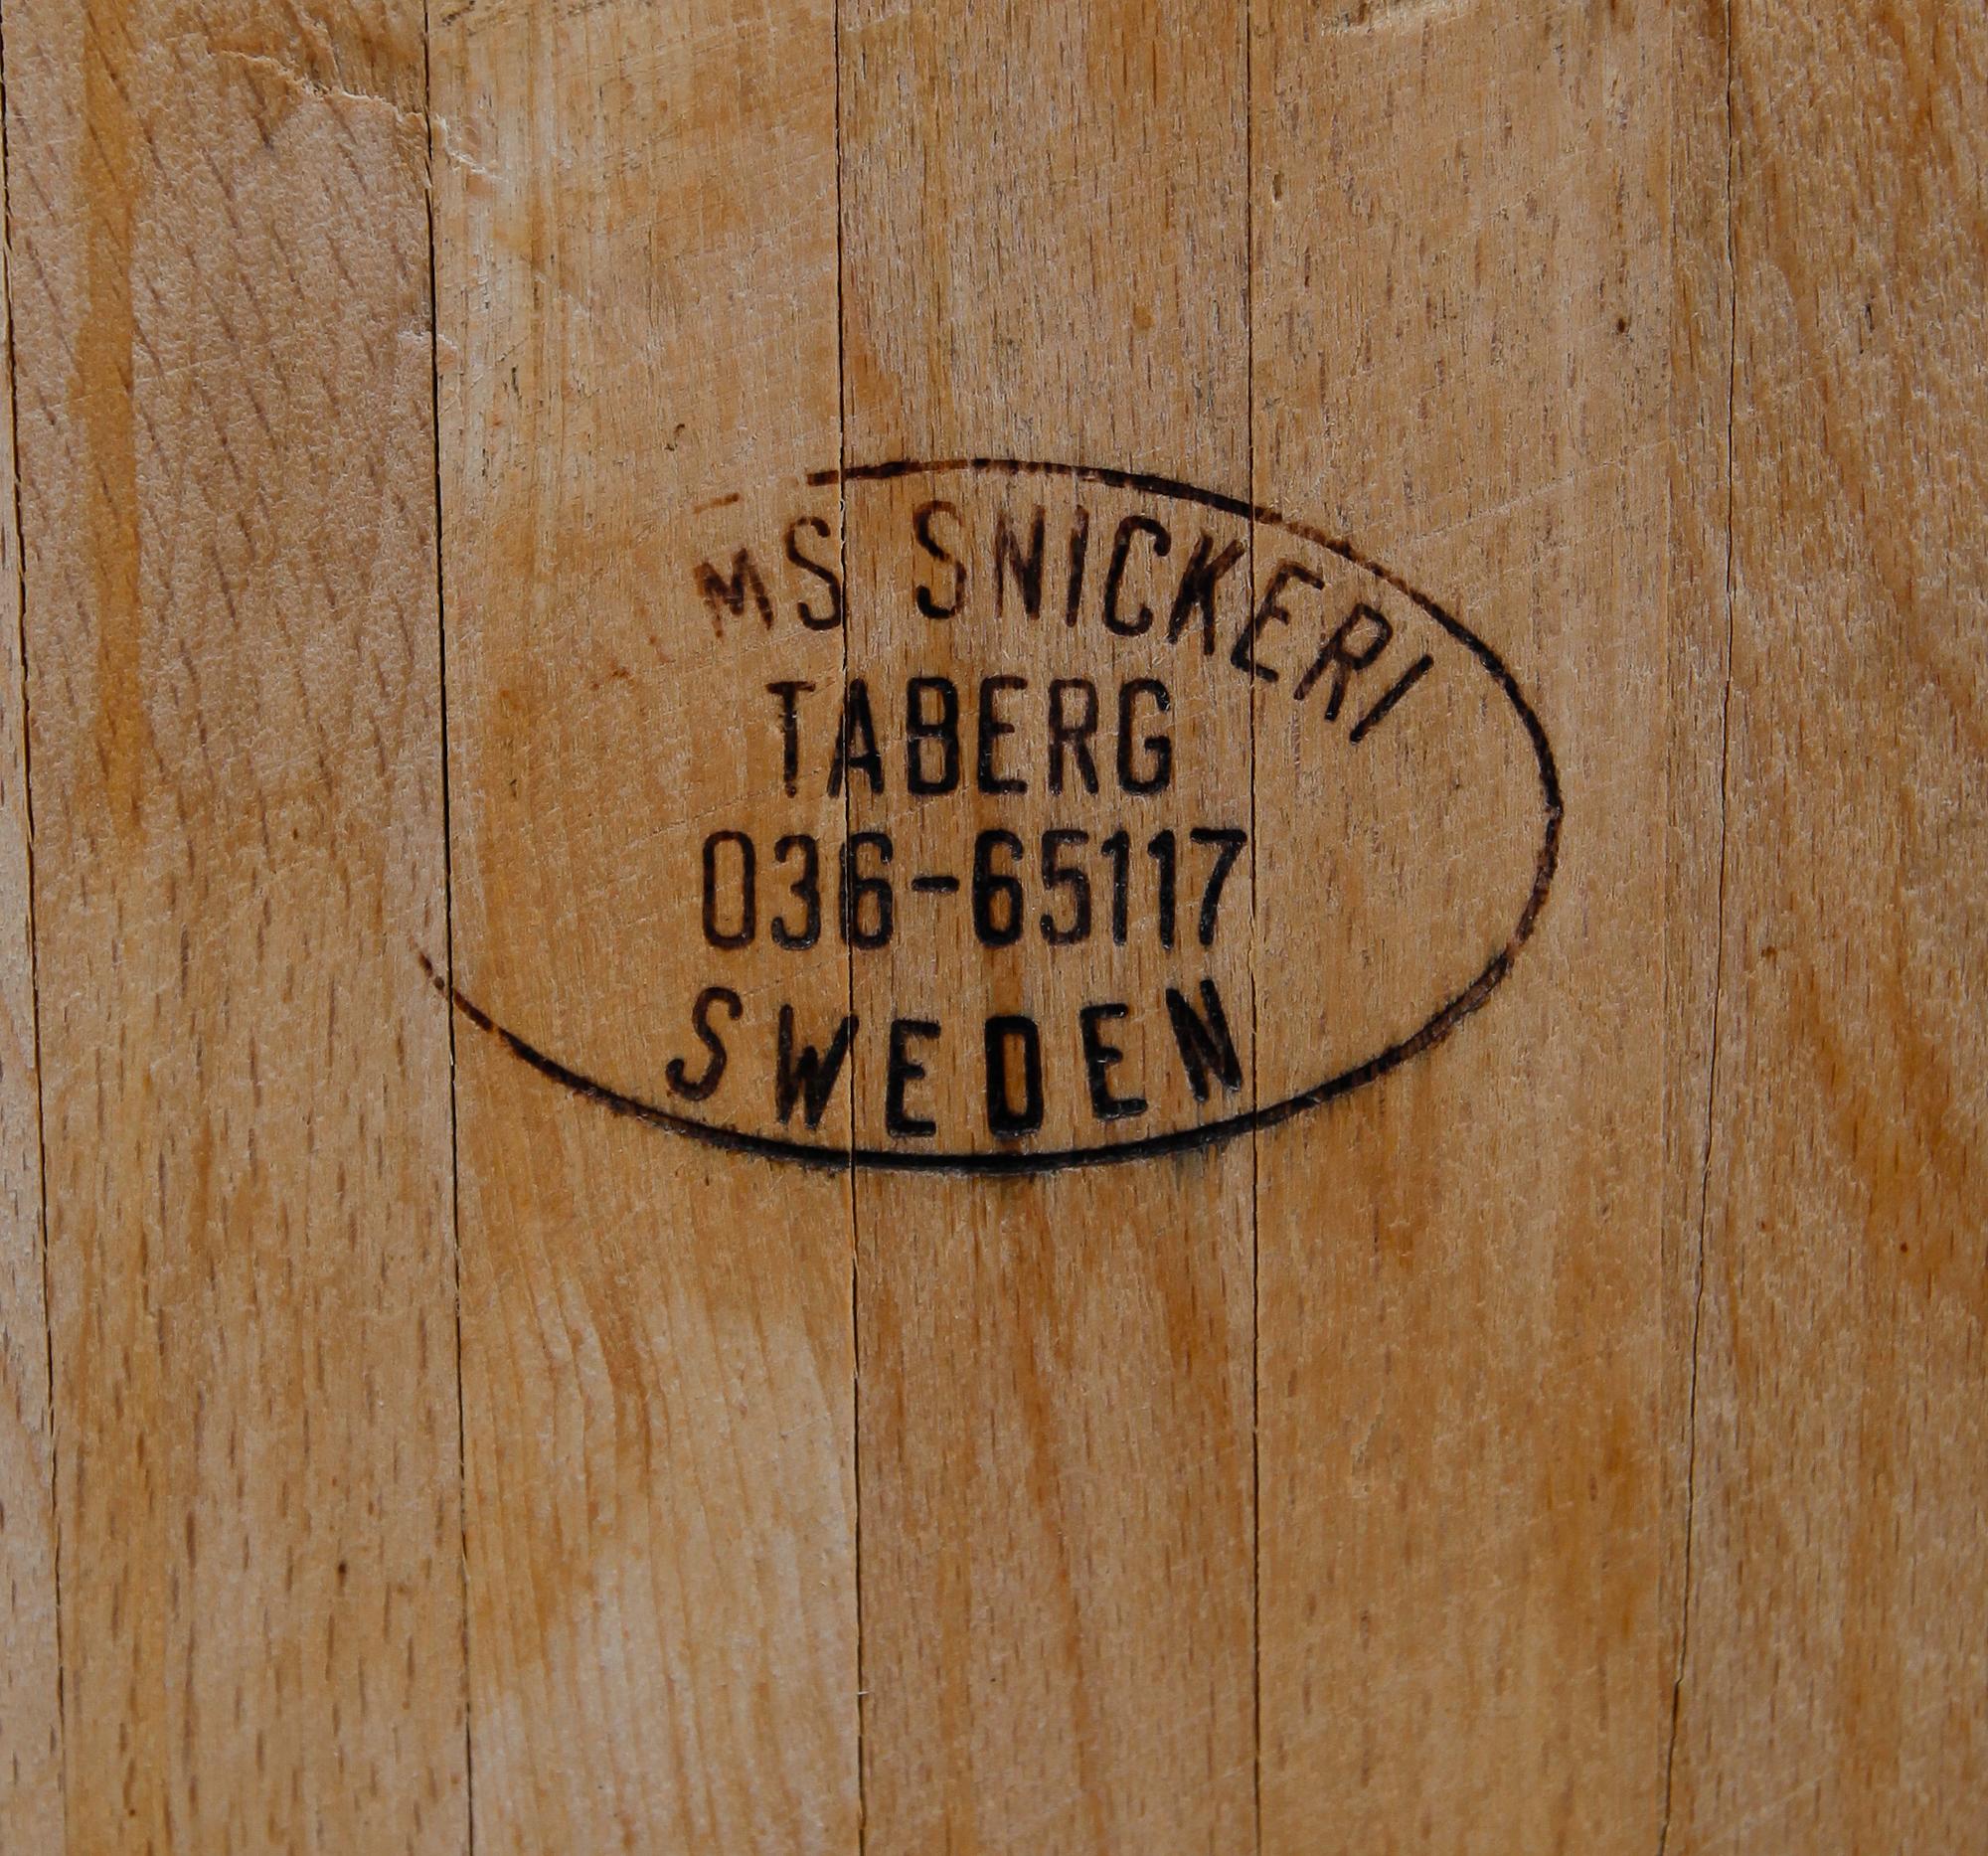 MS SNICKERI
TABERG
036-65117
SWEDEN